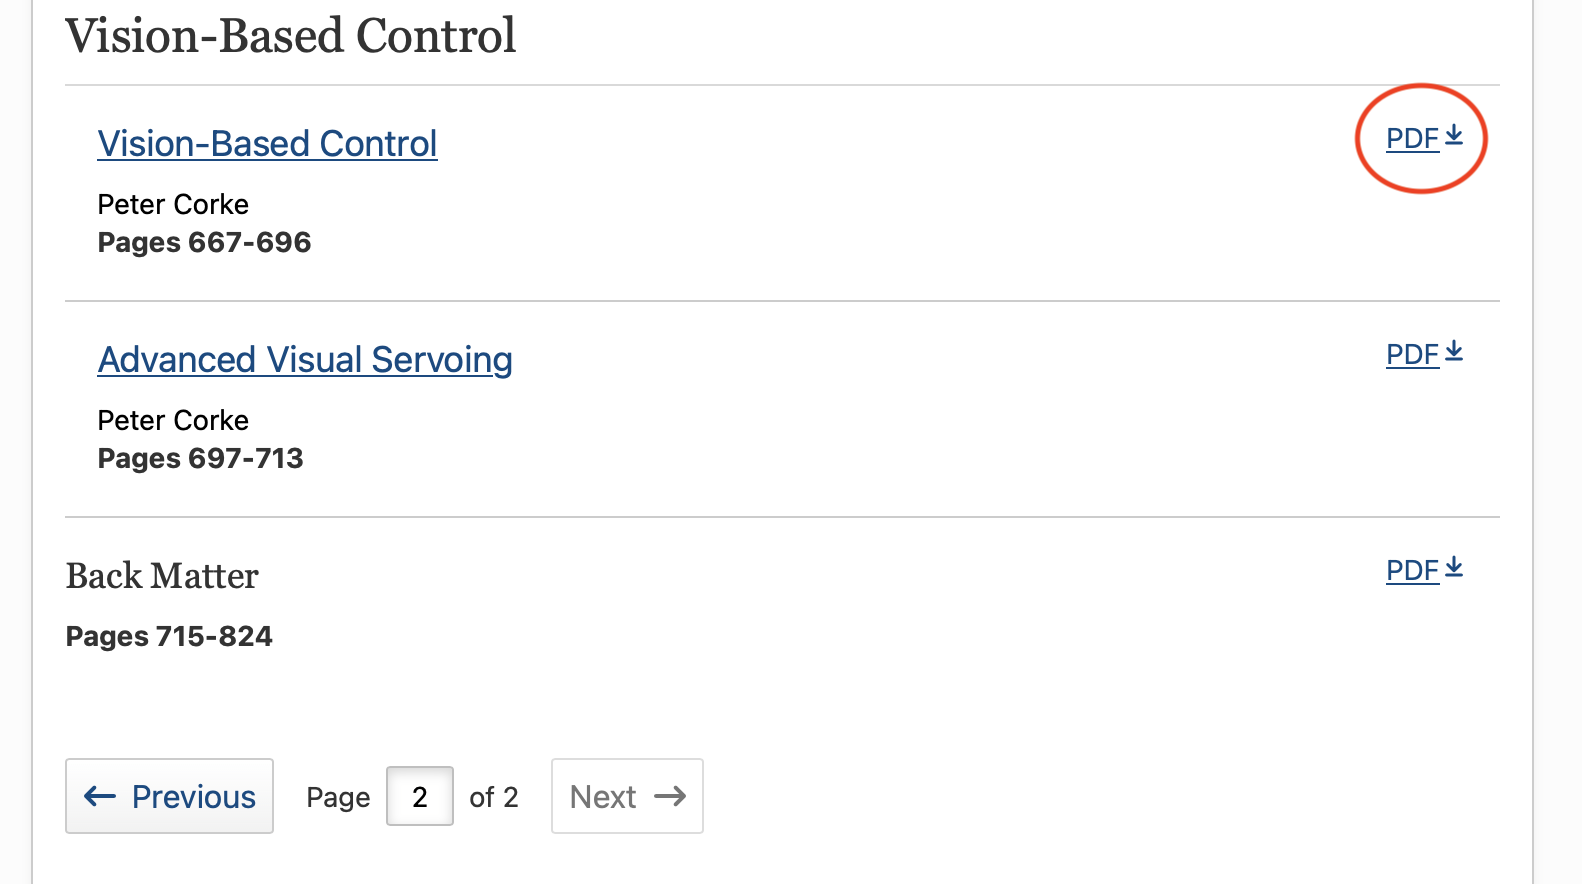 Vision-Based Control
Vision-Based Control
PDF
Peter Corke
Pages 667-696
Advanced Visual Servoing
PDF
Peter Corke
Pages 697-713
Back Matter
PDF
Pages 715-824
← Previous Page 2 of 2 Next →